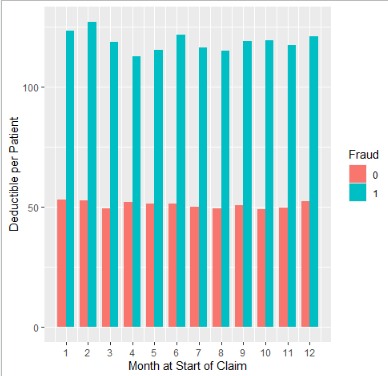 Deductible per Patient
100
50
0
1 2 3 4 5 6 7 8 9 10 11 12
Month at Start of Claim
Fraud
0
1